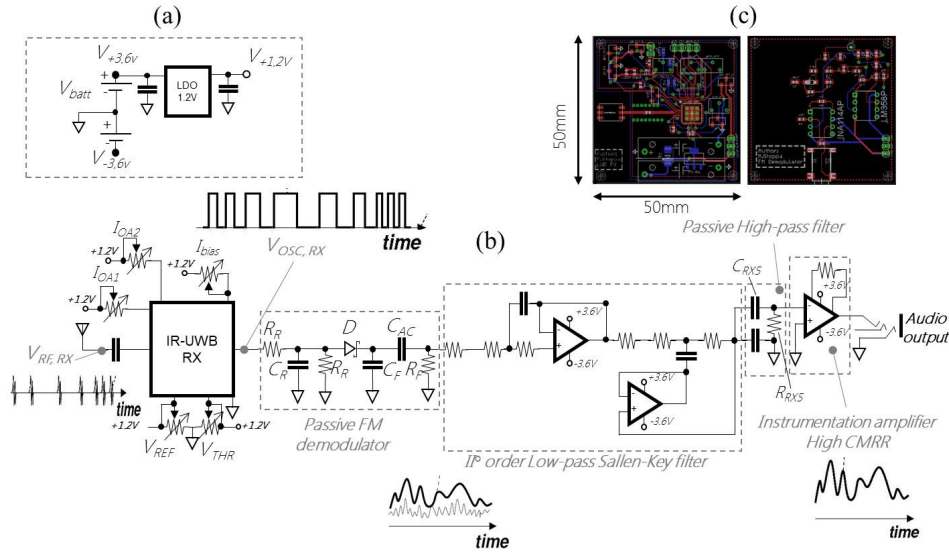 (a)
V+3,6v
Vbatt
+
-
+
-
V-3,6v
LDO
1.2V
V+1,2V
(c)
50mm
50mm
INA114AP
LM358P
FM Demodulator
time
(b)
VOSC, RX
IOA2
+1.2V
IOA1
+1.2V
Ibias
+1.2V
VRF, RX
IR-UWB
RX
time
+1.2V
VREF
VTHR
+1.2V
RR
CR
RR
D
CF
CAC
RF
Passive FM
demodulator
+3.6V
-3.6V
+3.6V
-3.6V
IIº order Low-pass Sallen-Key filter
time
Passive High-pass
filter
CRX5
RRX5
+3.6V
-3.6V
Audio
output
Instrumentation amplifier
High CMRR
time